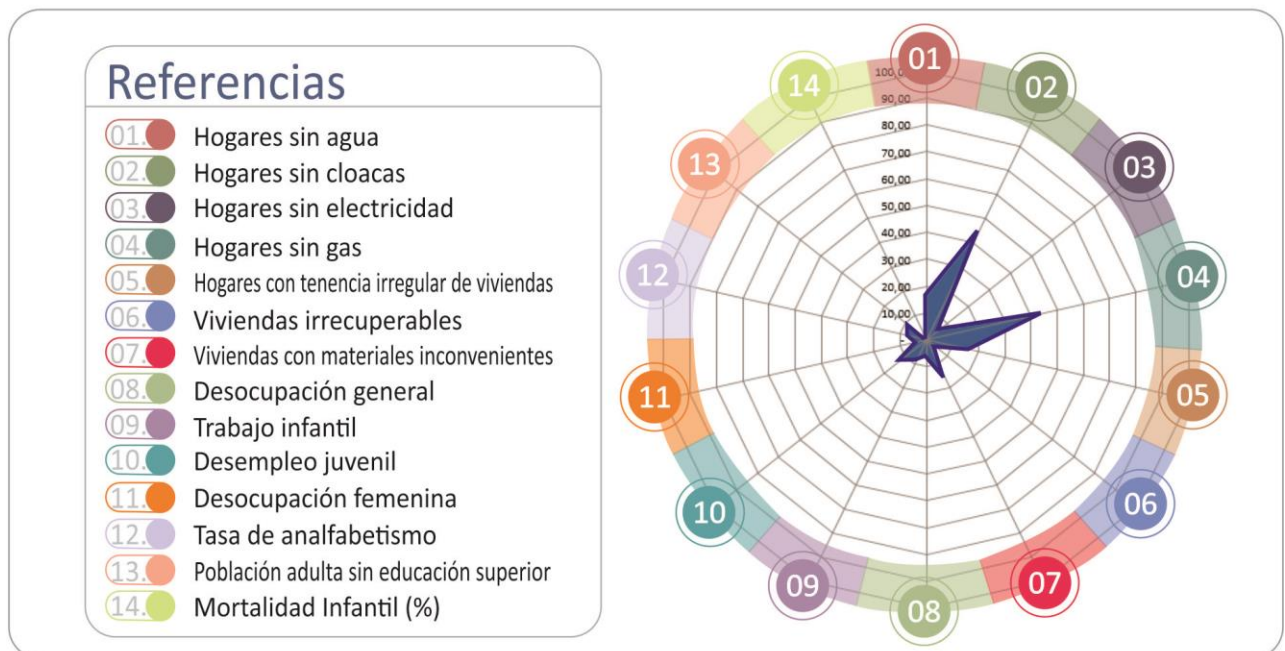 Referencias
01. Hogares sin agua
02. Hogares sin cloacas
03. Hogares sin electricidad
04. Hogares sin gas
05. Hogares con tenencia irregular de viviendas
06. Viviendas irrecuperables
07. Viviendas con materiales inconvenientes
08. Desocupación general
09. Trabajo infantil
10. Desempleo juvenil
11. Desocupación femenina
12. Tasa de analfabetismo
13. Población adulta sin educación superior
14. Mortalidad Infantil (%)
01
02
03
04
05
06
07
08
09
10
11
12
13
14
90,00
80,00
70,00
60,00
50,00
40,00
30,00
20,00
10,00
-